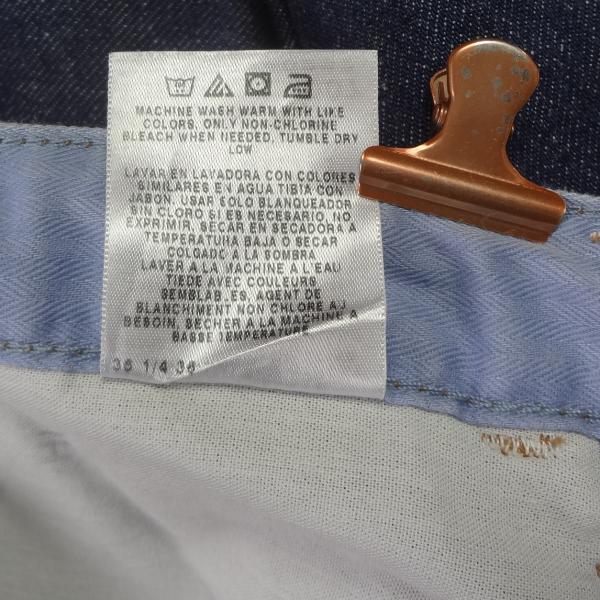 MACHINE WASH WARM WITH LIKE
COLORS, ONLY NON-CHLORINE
BLEACH WHEN NEEDED, TUMBLE DRY
LOW
LAVAR EN LAVADORA CON COLORES
SIMILARES EN AGUA TIBIA CON
JABON, USAR SOLO BLANQUEADOR
SIN CLORO SI ES NECESARIO, NO
EXPRIMIR, SECAR EN SECADORA A
TEMPERATURA BAJA O SECAR
COLGADO A LA SOMBRA
LAVER A LA MACHINE A L'EAU
TIEDE AVEC COULEURS
SEMBLABLES, AGENT DE
BLANCHIMENT NON CHLORE AU
BESOIN, SECHER A LA MACHINE A
BASSE TEMPERATURE
36 1/4 36